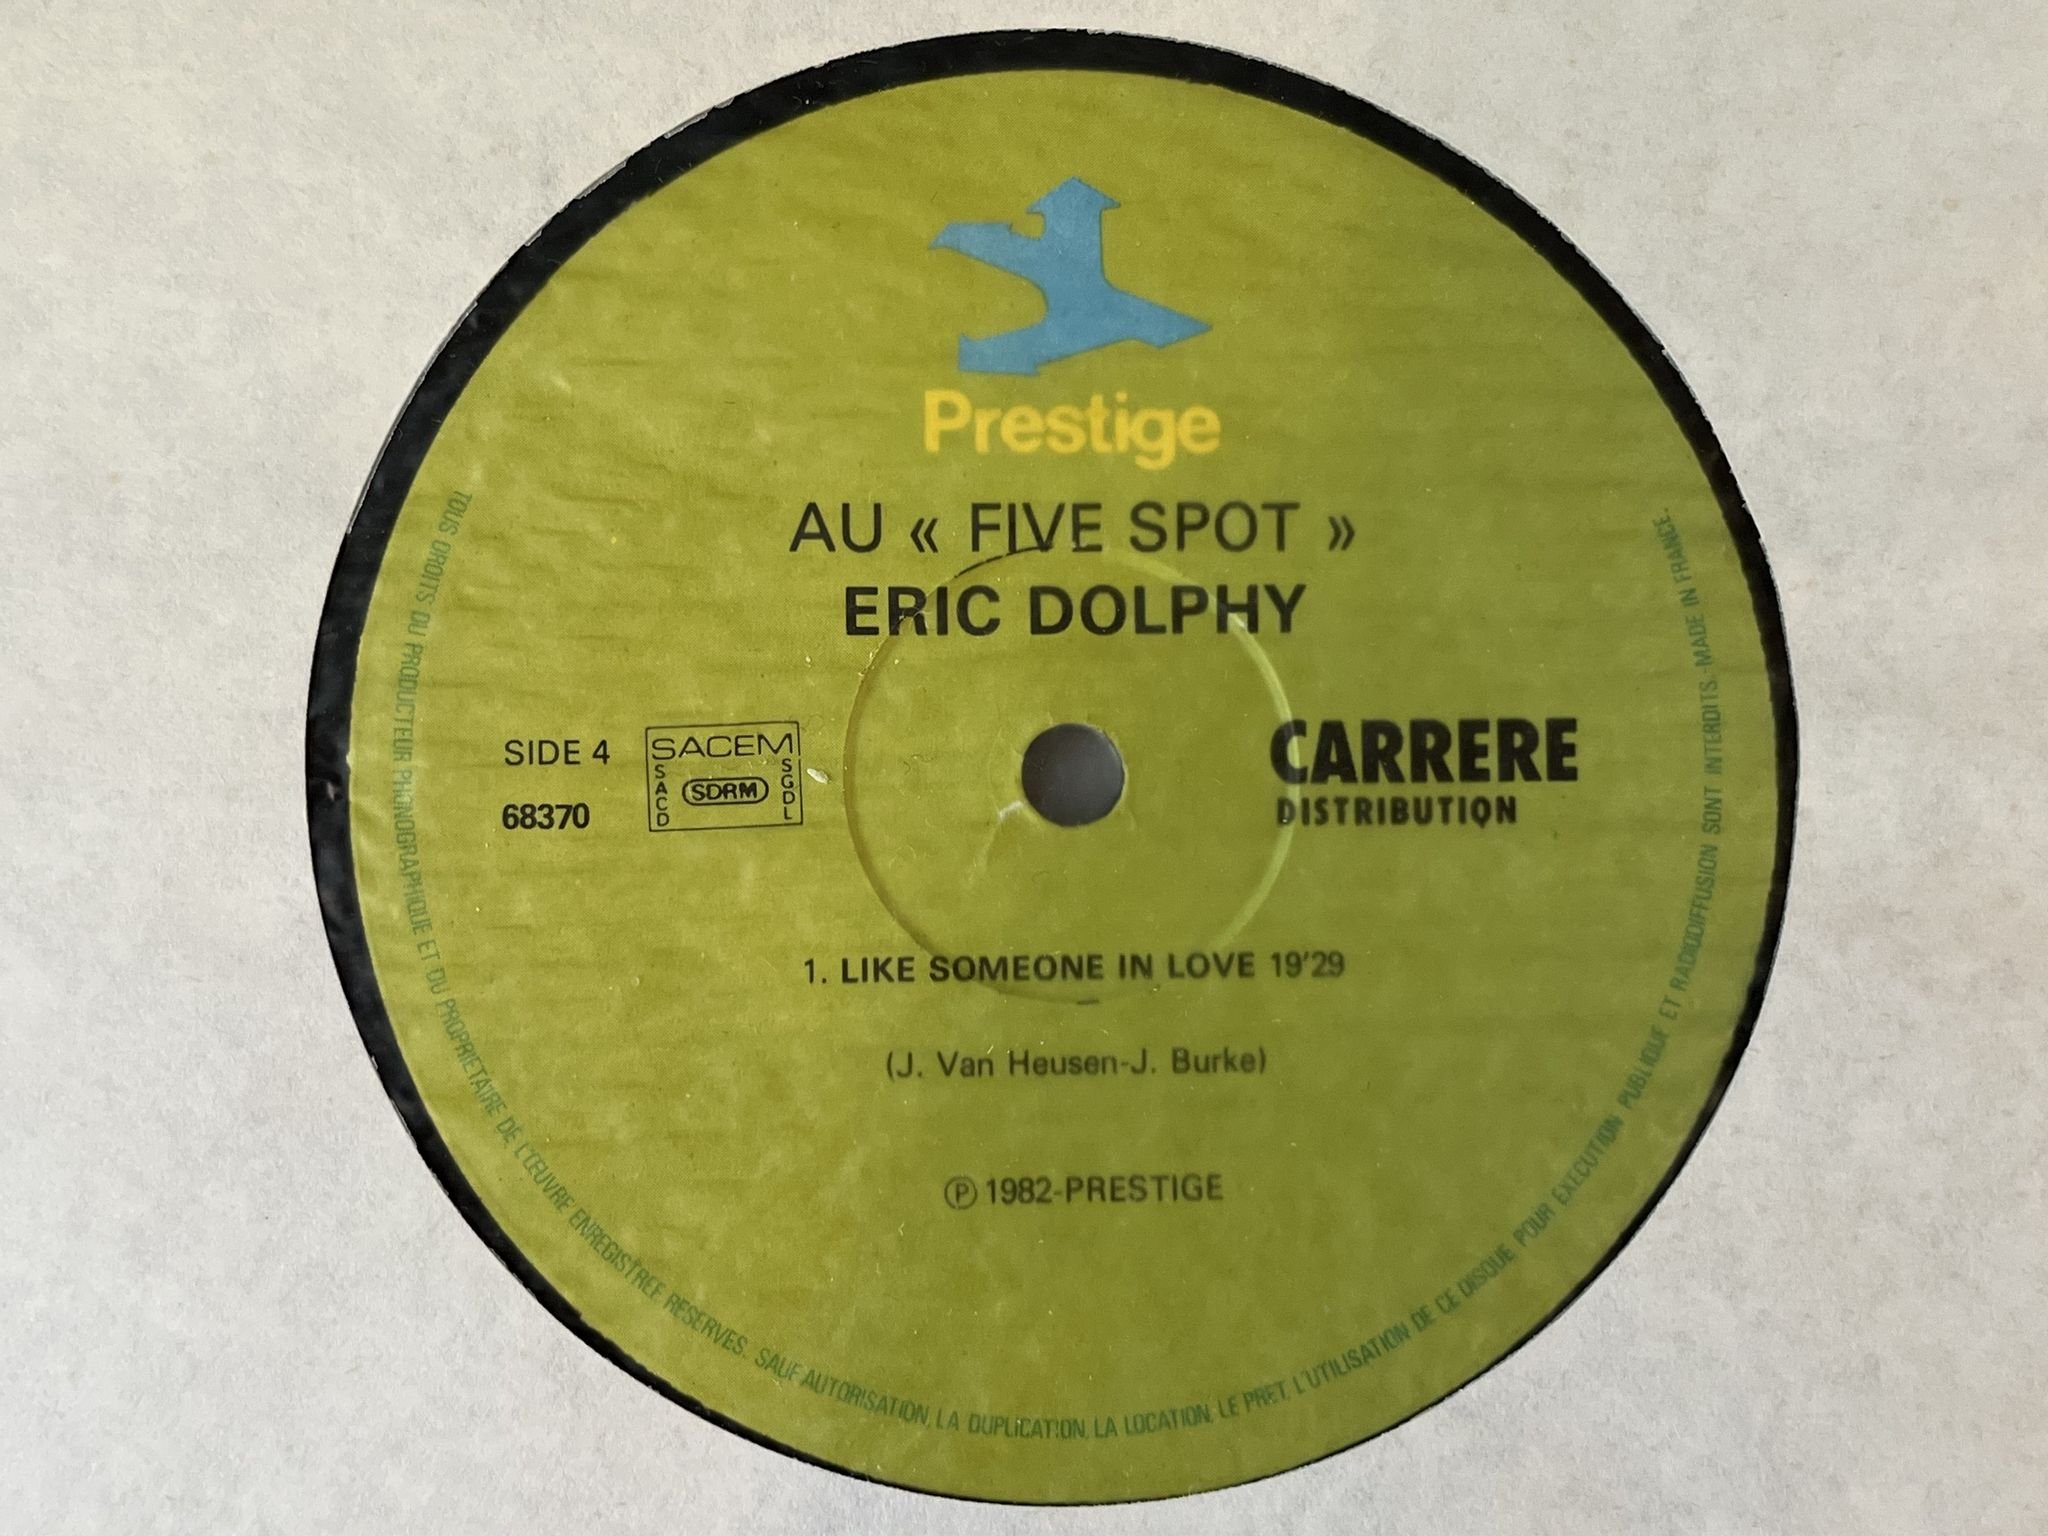 Prestige
AU « FIVE SPOT »
ERIC DOLPHY
SIDE 4
68370
SACEM
SACD
SDRM
SGDL
CARRERE
DISTRIBUTION
1. LIKE SOMEONE IN LOVE 19'29
(J. Van Heusen-J. Burke)
℗ 1982-PRESTIGE
TOUS DROITS DU PRODUCTEUR PHONOGRAPHIQUE ET DU PROPRIETAIRE DE L'ŒUVRE ENREGISTREE RESERVES. SAUF AUTORISATION, LA DUPLICATION, LA LOCATION, LE PRET, L'UTILISATION DE CE DISQUE POUR EXECUTION PUBLIQUE ET RADIODIFFUSION SONT INTERDITS. MADE IN FRANCE.